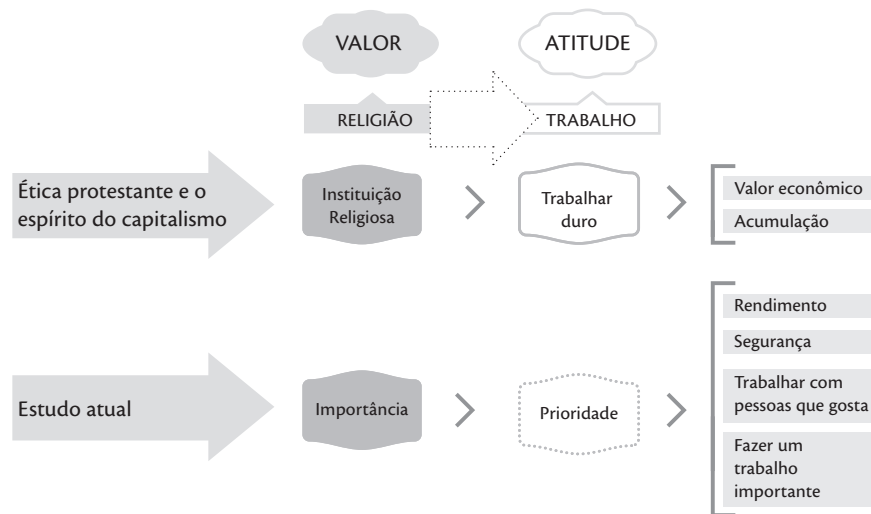 VALOR
ATITUDE
RELIGIÃO
TRABALHO
Ética protestante e o
espírito do capitalismo
Instituição
Religiosa
Trabalhar
duro
Valor econômico
Acumulação
Estudo atual
Importância
Prioridade
Rendimento
Segurança
Trabalhar com
pessoas que gosta
Fazer um
trabalho
importante